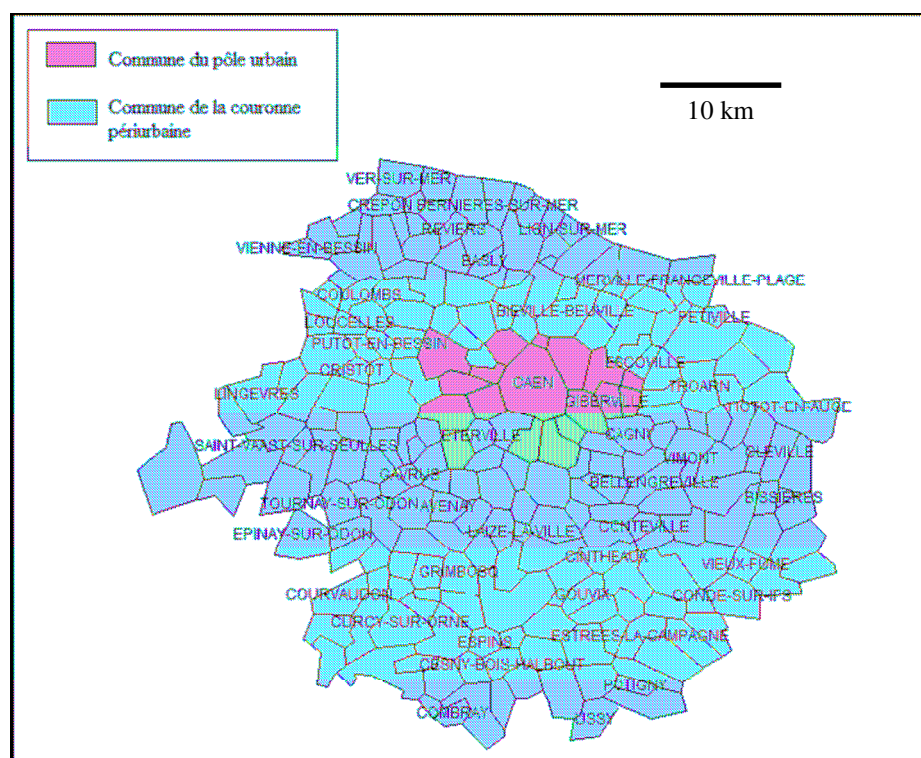 Commune du pôle urbain
Commune de la couronne
périurbaine
10 km
VER-SUR-MER
CREPON BERNIERES-SUR-MER
REVIERS LION-SUR-MER
VIENNE-EN-BESSIN
BASLY
MERVILLE-FRANCEVILLE-PLAGE
COULOMBS
BIEVILLE-BEUVILLE
PETIVILLE
LOUCELLES
PUTOT-EN-BESSIN
ESCOVILLE
CRISTOT
CAEN
TROARN
LINGEVRES
GIBERVILLE
HOTOT-EN-AUGE
ETERVILLE
CAGNY
SAINT-VAAST-SUR-SEULLES
CLEVILLE
VIMONT
GAVRUS
BELLENGREVILLE
BISSIERES
TOURNAY-SUR-ODON
AVENAY
EPINAY-SUR-ODON
LAIZE-LA-VILLE
CONTEVILLE
CINTHEAUX
VIEUX-FUME
GRIMBOSQ
COURVAUDON
GOUVIX
CONDE-SUR-IFS
CURCY-SUR-ORNE
ESTREES-LA-CAMPAGNE
ESPINS
CESNY-BOIS-HALBOUT
POTIGNY
COMBRAY